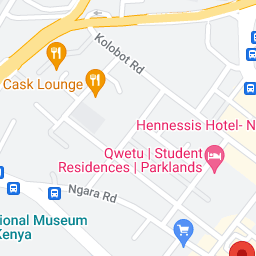 Kolobot Rd
Cask Lounge
Hennessis Hotel- N
Qwetu | Student
Residences | Parklands
Ngara Rd
ional Museum
Kenya